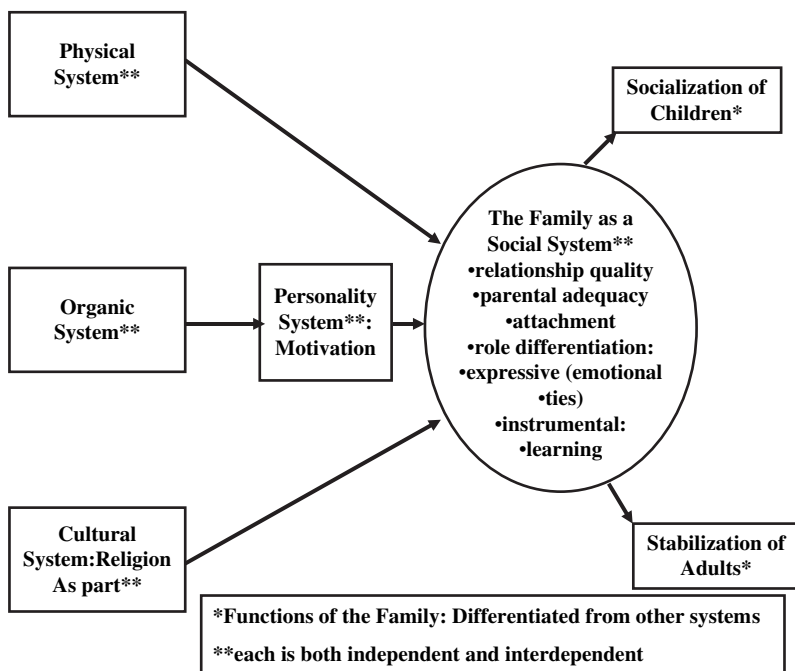 Physical
System**
Socialization of
Children*
The Family as a
Social System**
•relationship quality
•parental adequacy
•attachment
•role differentiation:
•expressive (emotional
•ties)
•instrumental:
•learning
Organic
System**
Personality
System**:
Motivation
Cultural
System:Religion
As part**
Stabilization of
Adults*
*Functions of the Family: Differentiated from other systems
**each is both independent and interdependent